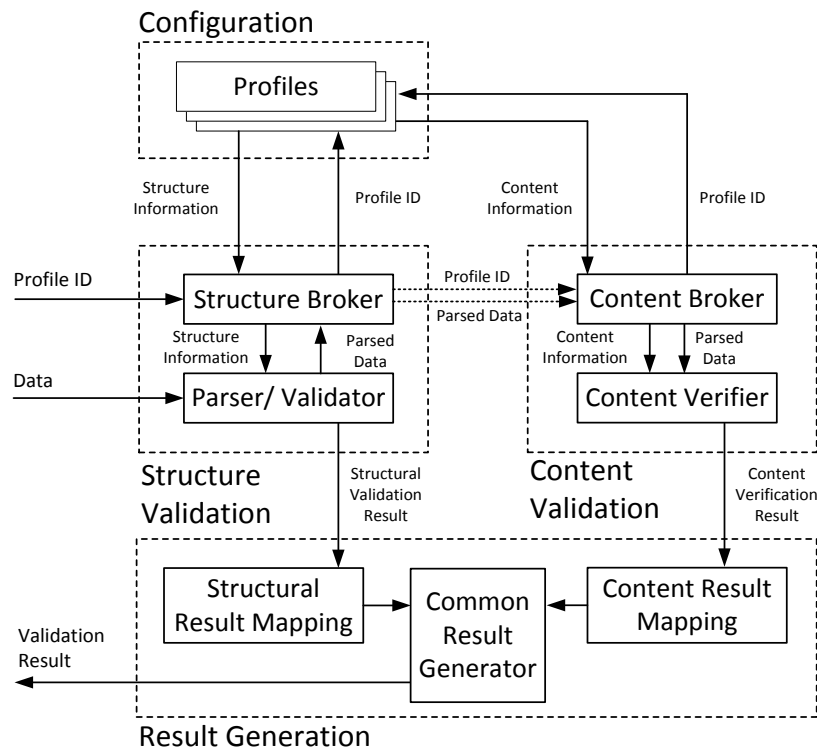 Configuration
Profiles
Structure
Information
Profile ID
Content
Information
Profile ID
Profile ID
Structure Broker
Profile ID
Parsed Data
Content Broker
Structure
Information
Parsed
Data
Content
Information
Parsed
Data
Data
Parser/ Validator
Content Verifier
Structure
Validation
Structural
Validation
Result
Content
Validation
Content
Verification
Result
Structural
Result Mapping
Common
Result
Generator
Content Result
Mapping
Validation
Result
Result Generation